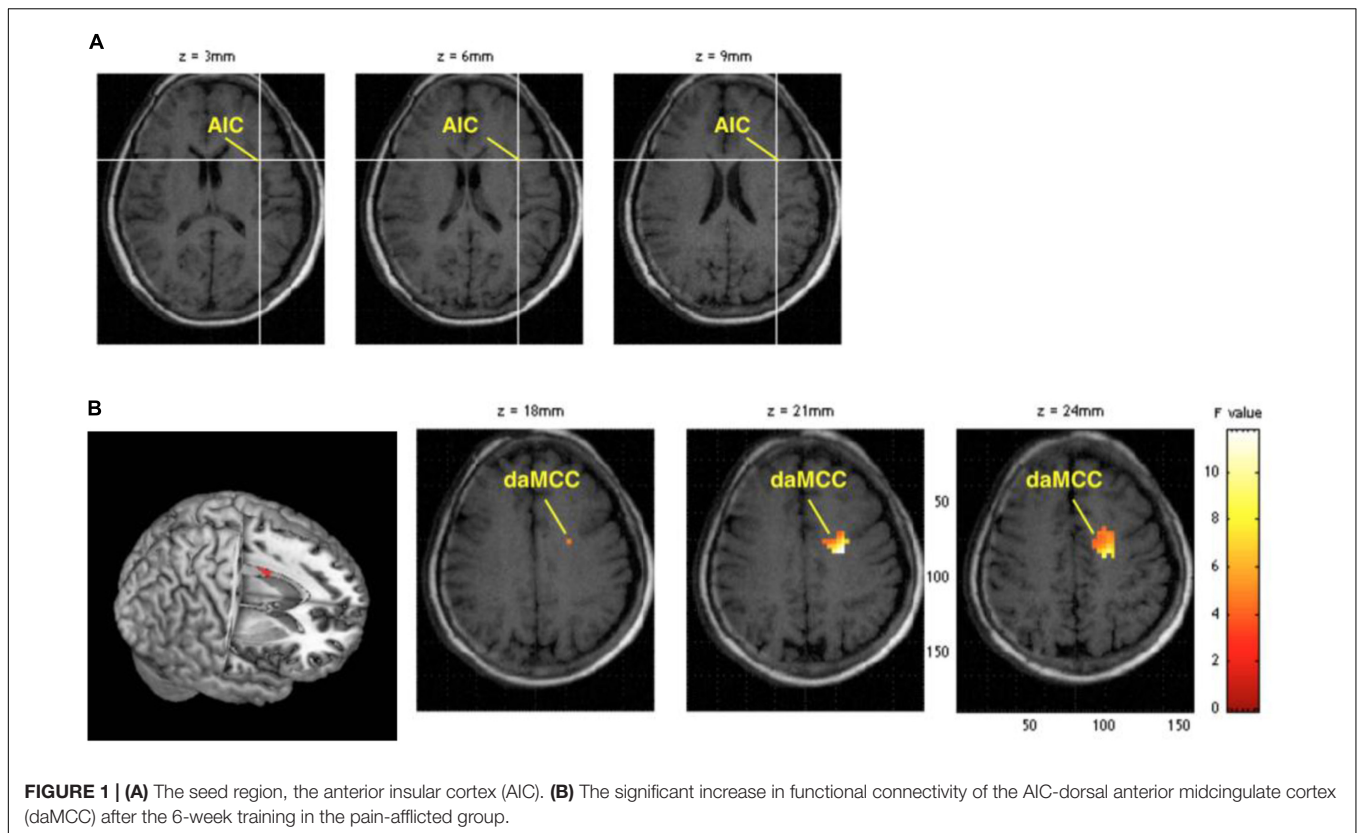 A
z = 3mm
z = 6mm
z = 9mm
AIC
AIC
AIC
B
z = 18mm
z = 21mm
z = 24mm
F value
daMCC
daMCC
daMCC
50
100
150
50
100
150
10
8
6
4
2
0
FIGURE 1 | (A) The seed region, the anterior insular cortex (AIC). (B) The significant increase in functional connectivity of the AIC-dorsal anterior midcingulate cortex
(daMCC) after the 6-week training in the pain-afflicted group.